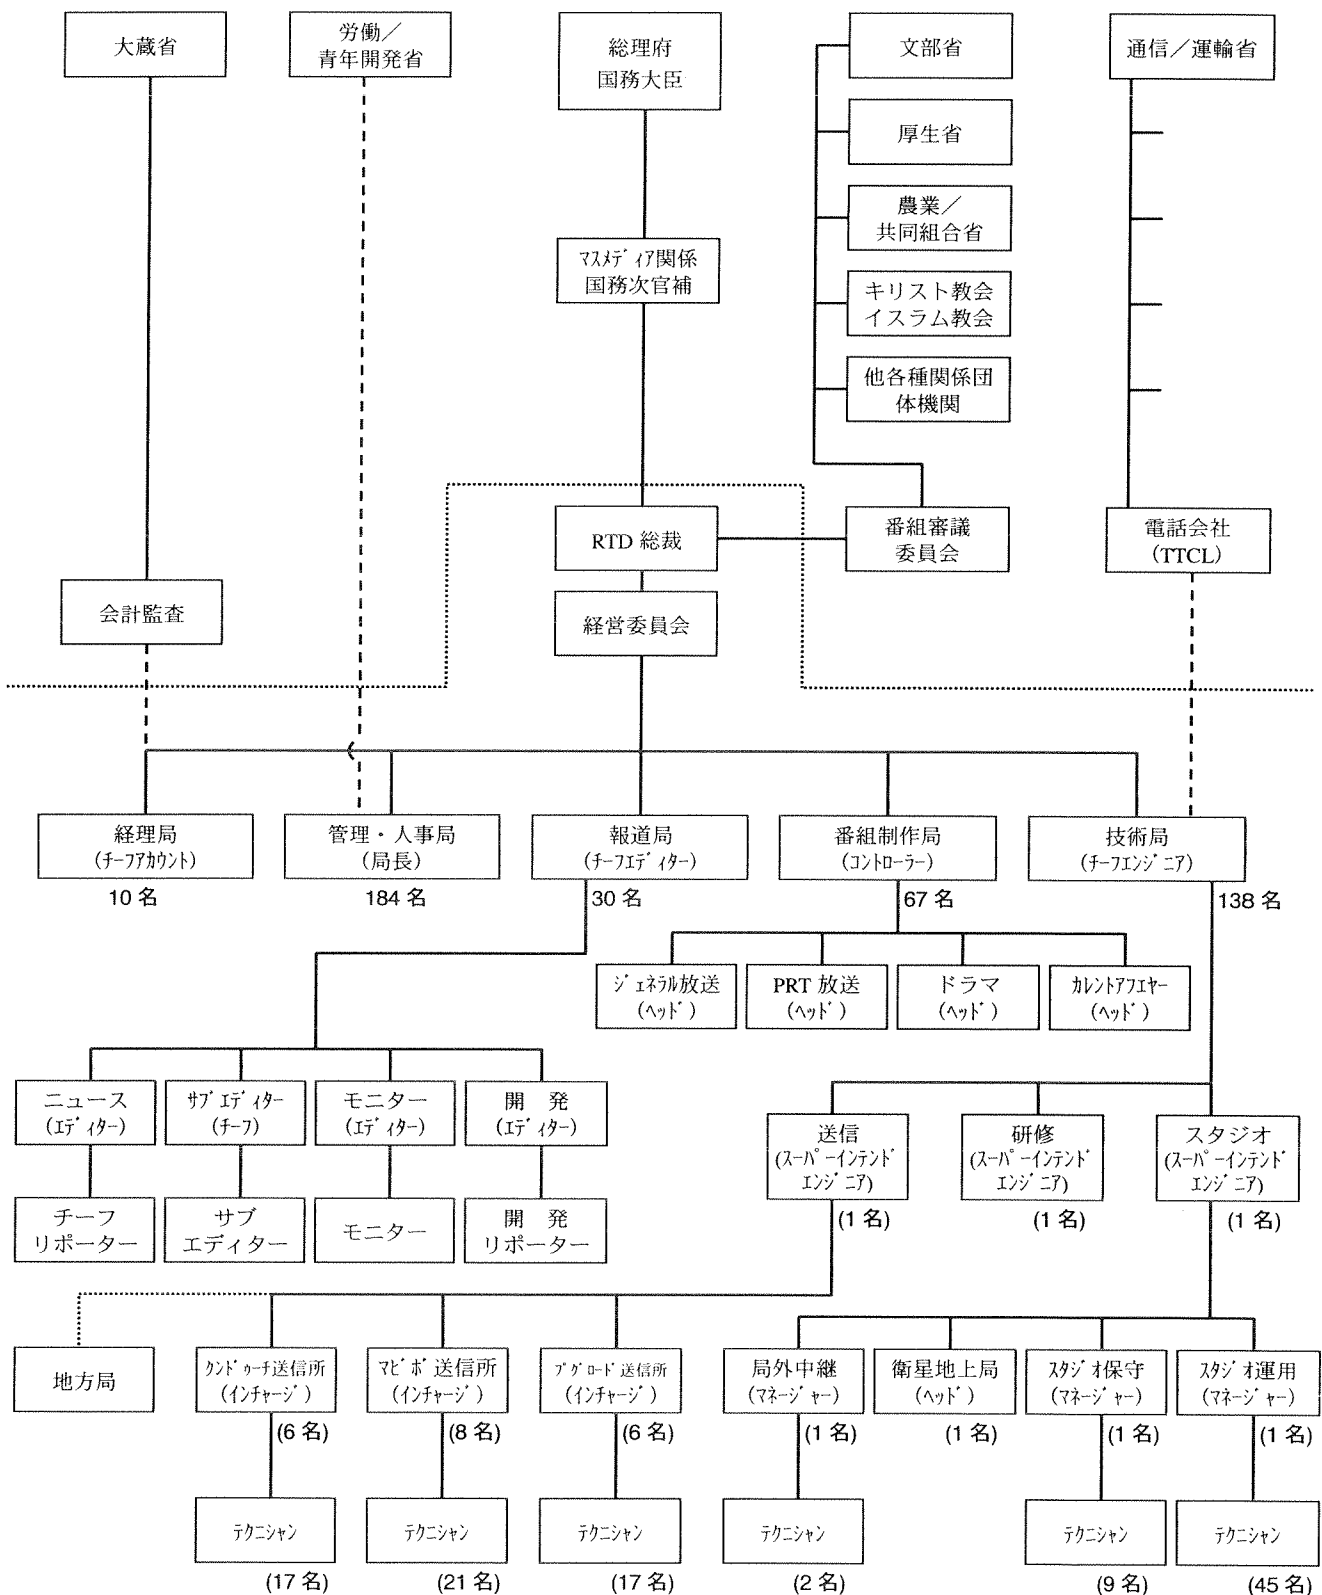 大蔵省
労働／
青年開発省
総理府
国務大臣
文部省
通信／運輸省
厚生省
農業／
共同組合省
マスメディア関係
国務次官補
キリスト教会
イスラム教会
他各種関係団
体機関
RTD 総裁
番組審議
委員会
電話会社
(TTCL)
会計監査
経営委員会
経理局
(チーフアカウント)
10 名
管理・人事局
(局長)
184 名
報道局
(チーフエディター)
30 名
番組制作局
(コントローラー)
67 名
技術局
(チーフエンジニア)
138 名
ジェネラル放送
(ヘッド)
PRT 放送
(ヘッド)
ドラマ
(ヘッド)
カレントアフエヤー
(ヘッド)
ニュース
(エディター)
サブエディター
(チーフ)
モニター
(エディター)
開　発
(エディター)
送信
(スーパーインテンド
エンジニア)
(1 名)
研修
(スーパーインテンド
エンジニア)
(1 名)
スタジオ
(スーパーインテンド
エンジニア)
(1 名)
チーフ
リポーター
サブ
エディター
モニター
開　発
リポーター
地方局
クンドゥーチ送信所
(インチャージ)
(6 名)
マビボ送信所
(インチャージ)
(8 名)
プグロード送信所
(インチャージ)
(6 名)
局外中継
(マネージャー)
(1 名)
衛星地上局
(ヘッド)
(1 名)
スタジオ保守
(マネージャー)
(1 名)
スタジオ運用
(マネージャー)
(1 名)
テクニシャン
(17 名)
テクニシャン
(21 名)
テクニシャン
(17 名)
テクニシャン
(2 名)
テクニシャン
(9 名)
テクニシャン
(45 名)